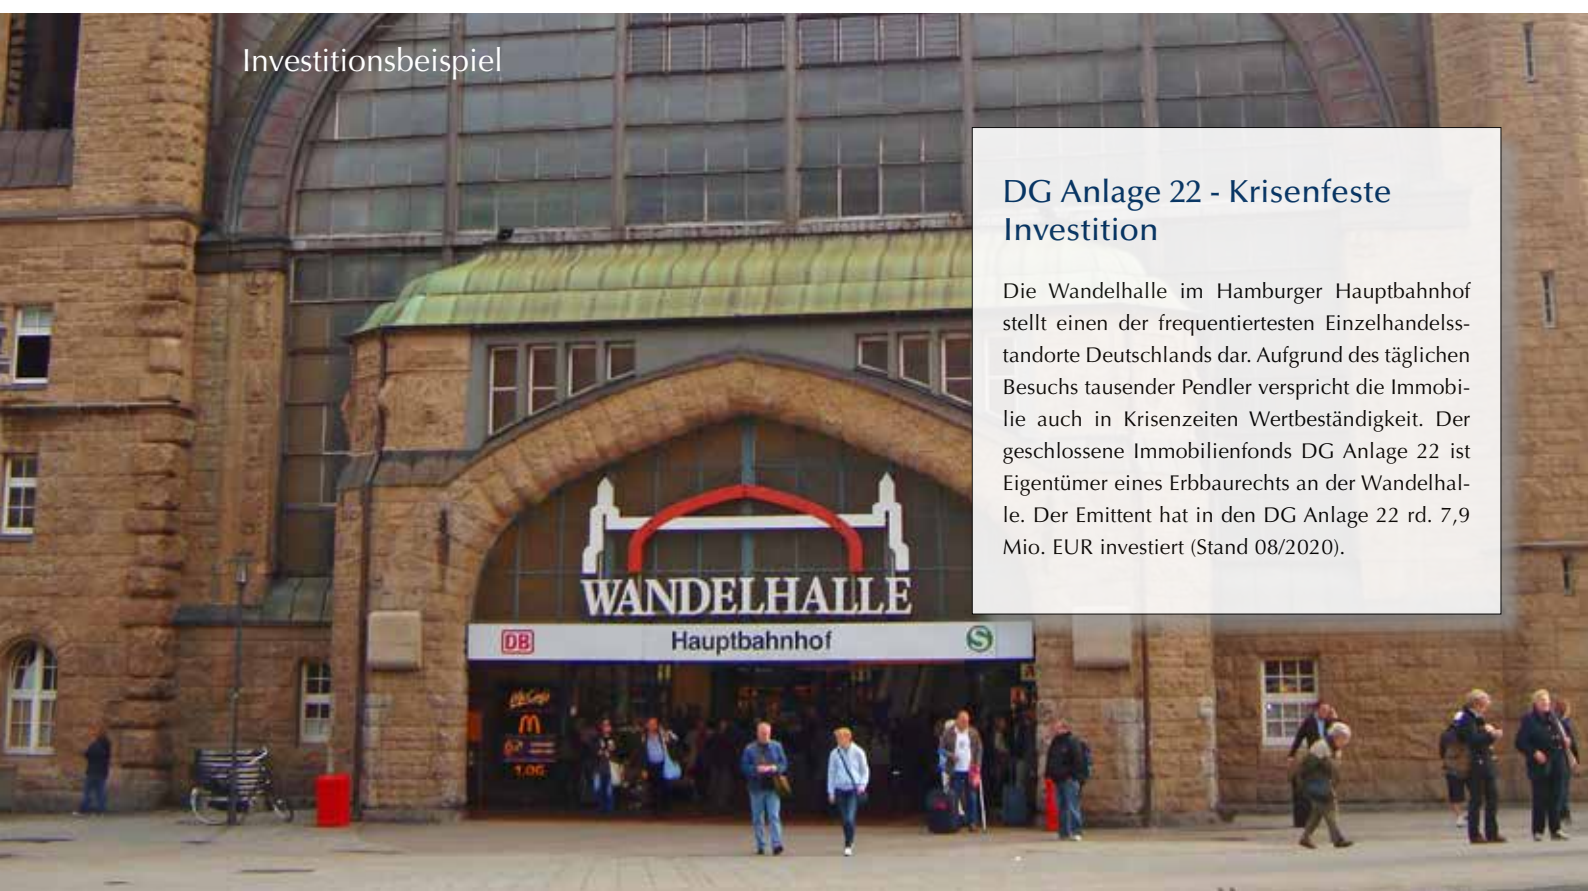 Investitionsbeispiel
DG Anlage 22 - Krisenfeste
Investition
Die Wandelhalle im Hamburger Hauptbahnhof
stellt einen der frequentiertesten Einzelhandelss-
tandorte Deutschlands dar. Aufgrund des täglichen
Besuchs tausender Pendler verspricht die Immobi-
lie auch in Krisenzeiten Wertbeständigkeit. Der
geschlossene Immobilienfonds DG Anlage 22 ist
Eigentümer eines Erbbaurechts an der Wandelhal-
le. Der Emittent hat in den DG Anlage 22 rd. 7,9
Mio. EUR investiert (Stand 08/2020).
WANDELHALLE
DB Hauptbahnhof S
McCafé
1.OG